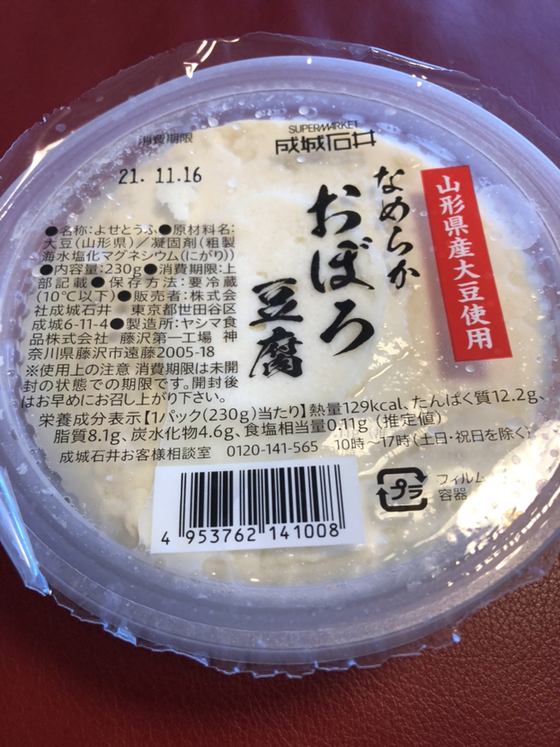 SUPERMARKET
成城石井
消費期限
21.11.16
山形県産大豆使用
なめらか
おぼろ
豆腐
●名称:よせとうふ●原材料名:
大豆(山形県)／凝固剤(粗製
海水塩化マグネシウム(にがり))
●内容量:230g●消費期限:上
部記載●保存方法:要冷蔵
(10℃以下)●販売者:株式会
社成城石井 東京都世田谷区
成城6-11-4●製造所:ヤシマ食
品株式会社 藤沢第一工場 神
奈川県藤沢市遠藤2005-18
※使用上の注意 消費期限は未開
封の状態での期限です。開封後
はお早めにお召し上がり下さい。
栄養成分表示【1パック(230g)当たり】熱量129kcal、たんぱく質12.2g、
脂質8.1g、炭水化物4.6g、食塩相当量0.11g (推定値)
成城石井お客様相談室 0120-141-565 10時〜17時(土日・祝日を除く)
4 953762 141008
プラ
フィルム
容器